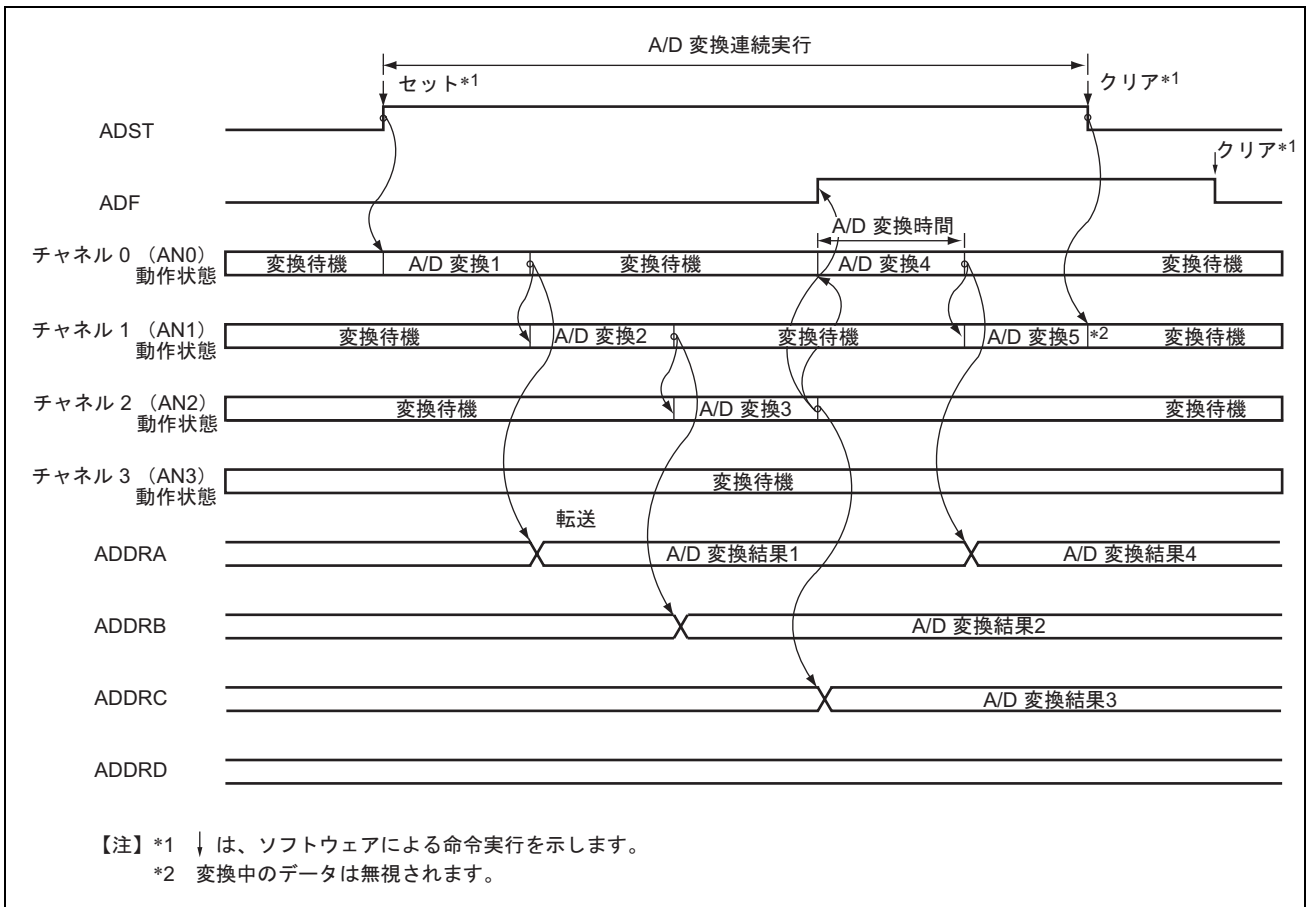 A/D 変換連続実行
セット*1
クリア*1
ADST
クリア*1
ADF
A/D 変換時間
チャネル 0 （AN0）
動作状態
変換待機 A/D 変換1 変換待機 A/D 変換4 変換待機
チャネル 1 （AN1）
動作状態
変換待機 A/D 変換2 変換待機 A/D 変換5 *2 変換待機
チャネル 2 （AN2）
動作状態
変換待機 A/D 変換3 変換待機
チャネル 3 （AN3）
動作状態
変換待機
転送
ADDRA A/D 変換結果1 A/D 変換結果4
ADDRB A/D 変換結果2
ADDRC A/D 変換結果3
ADDRD
【注】*1 ↓ は、ソフトウェアによる命令実行を示します。
*2 変換中のデータは無視されます。